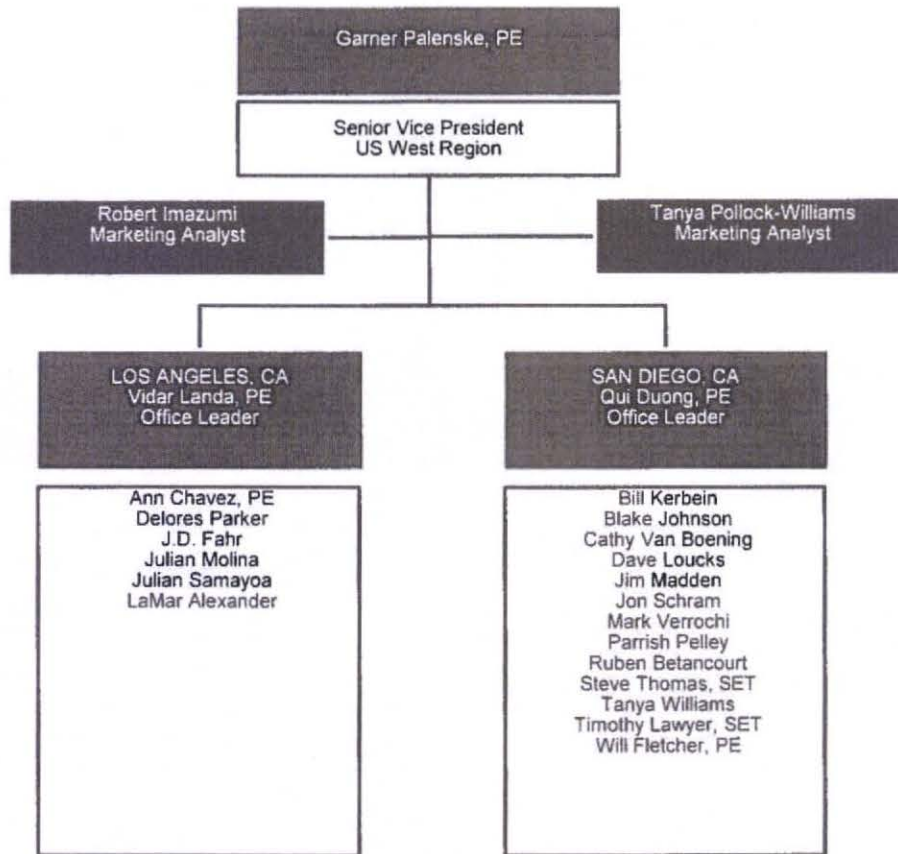 Garner Palenske, PE
Senior Vice President
US West Region
Robert Imazumi
Marketing Analyst
Tanya Pollock-Williams
Marketing Analyst
LOS ANGELES, CA
Vidar Landa, PE
Office Leader
SAN DIEGO, CA
Qui Duong, PE
Office Leader
Ann Chavez, PE
Delores Parker
J.D. Fahr
Julian Molina
Julian Samayoa
LaMar Alexander
Bill Kerbein
Blake Johnson
Cathy Van Boening
Dave Loucks
Jim Madden
Jon Schram
Mark Verrochi
Parrish Pelley
Ruben Betancourt
Steve Thomas, SET
Tanya Williams
Timothy Lawyer, SET
Will Fletcher, PE